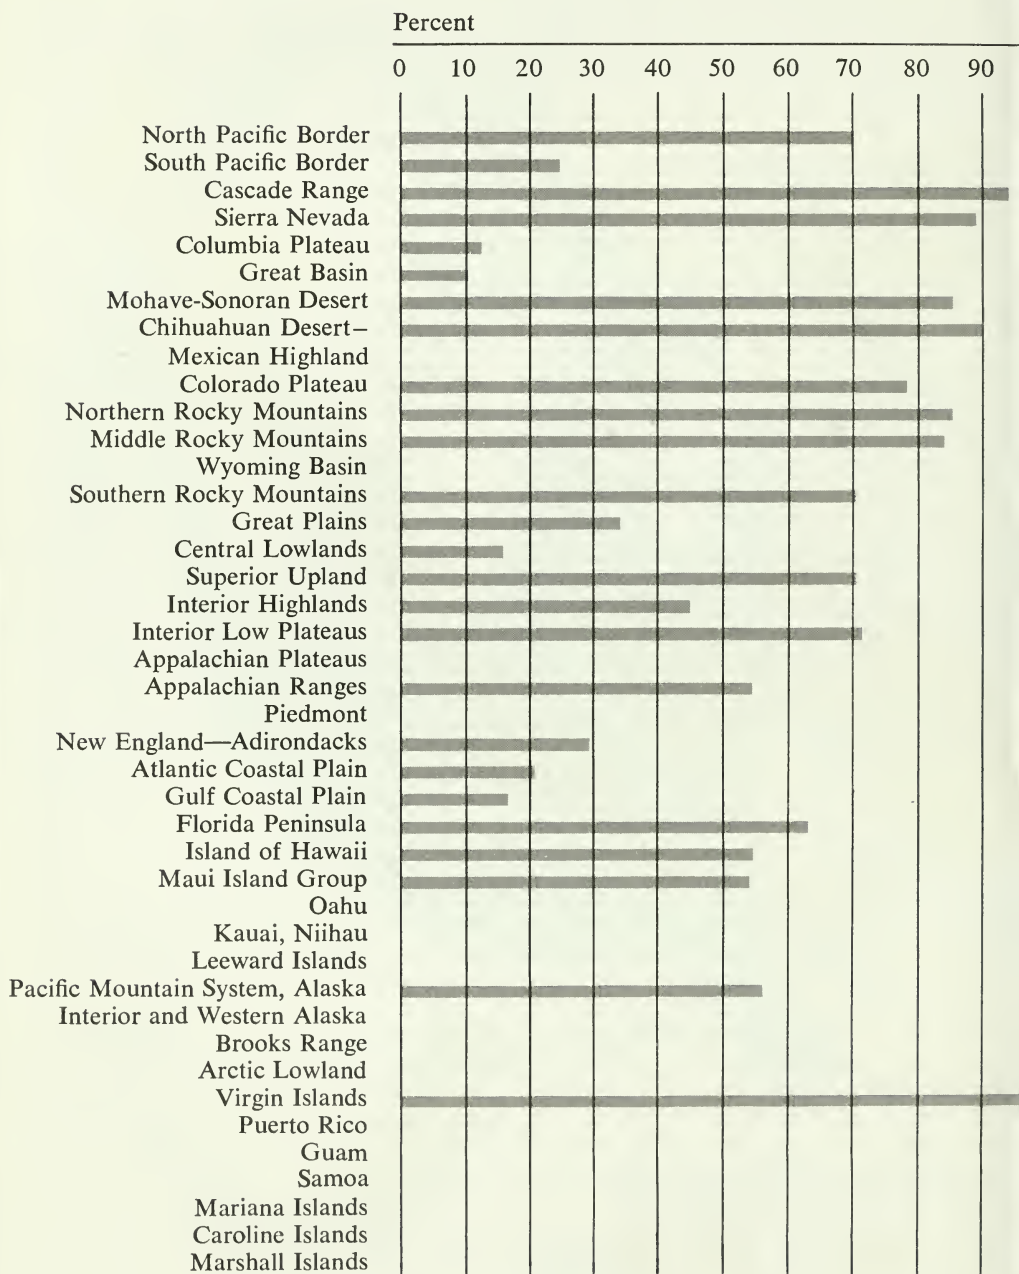 Percent
0 10 20 30 40 50 60 70 80 90
North Pacific Border
South Pacific Border
Cascade Range
Sierra Nevada
Columbia Plateau
Great Basin
Mohave-Sonoran Desert
Chihuahuan Desert–
Mexican Highland
Colorado Plateau
Northern Rocky Mountains
Middle Rocky Mountains
Wyoming Basin
Southern Rocky Mountains
Great Plains
Central Lowlands
Superior Upland
Interior Highlands
Interior Low Plateaus
Appalachian Plateaus
Appalachian Ranges
Piedmont
New England—Adirondacks
Atlantic Coastal Plain
Gulf Coastal Plain
Florida Peninsula
Island of Hawaii
Maui Island Group
Oahu
Kauai, Niihau
Leeward Islands
Pacific Mountain System, Alaska
Interior and Western Alaska
Brooks Range
Arctic Lowland
Virgin Islands
Puerto Rico
Guam
Samoa
Mariana Islands
Caroline Islands
Marshall Islands